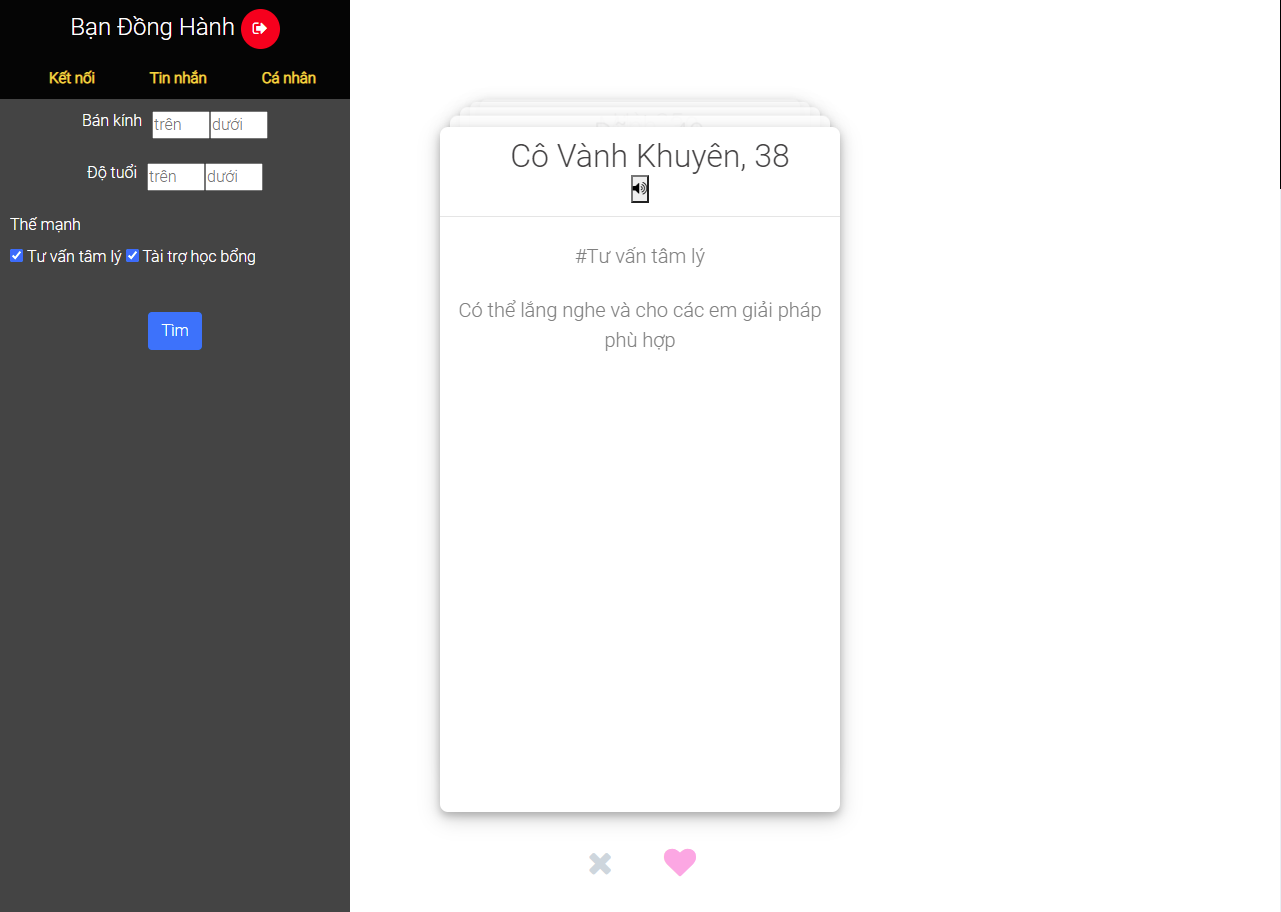 Bạn Đồng Hành
Kết nối Tin nhắn Cá nhân
Bán kính trên dưới
Độ tuổi trên dưới
Thế mạnh
Tư vấn tâm lý Tài trợ học bổng
Tìm
Cô Vành Khuyên, 38
#Tư vấn tâm lý
Có thể lắng nghe và cho các em giải pháp
phù hợp